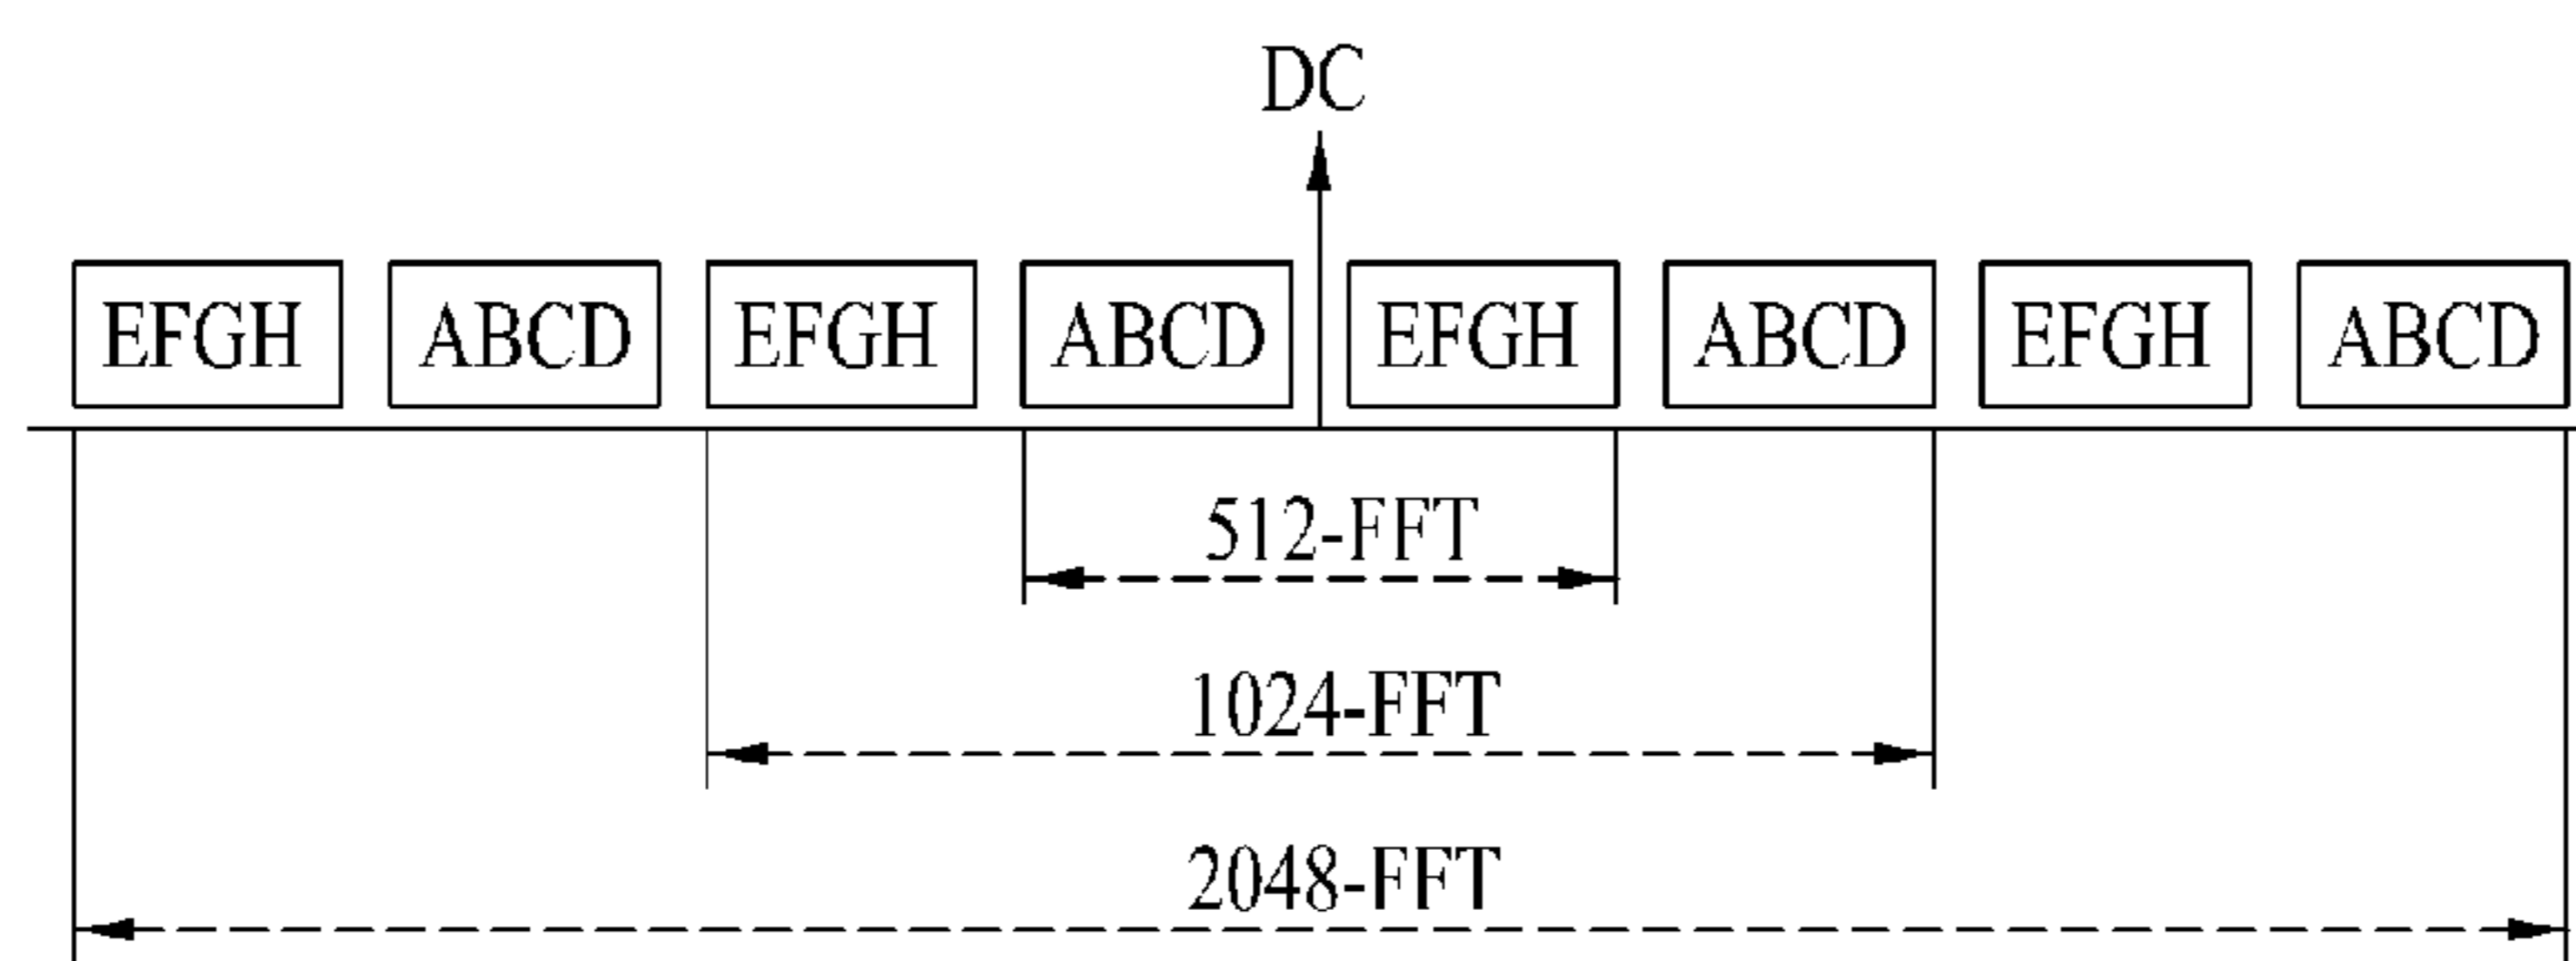 DC
EFGH ABCD EFGH ABCD EFGH ABCD EFGH ABCD
512-FFT
1024-FFT
2048-FFT